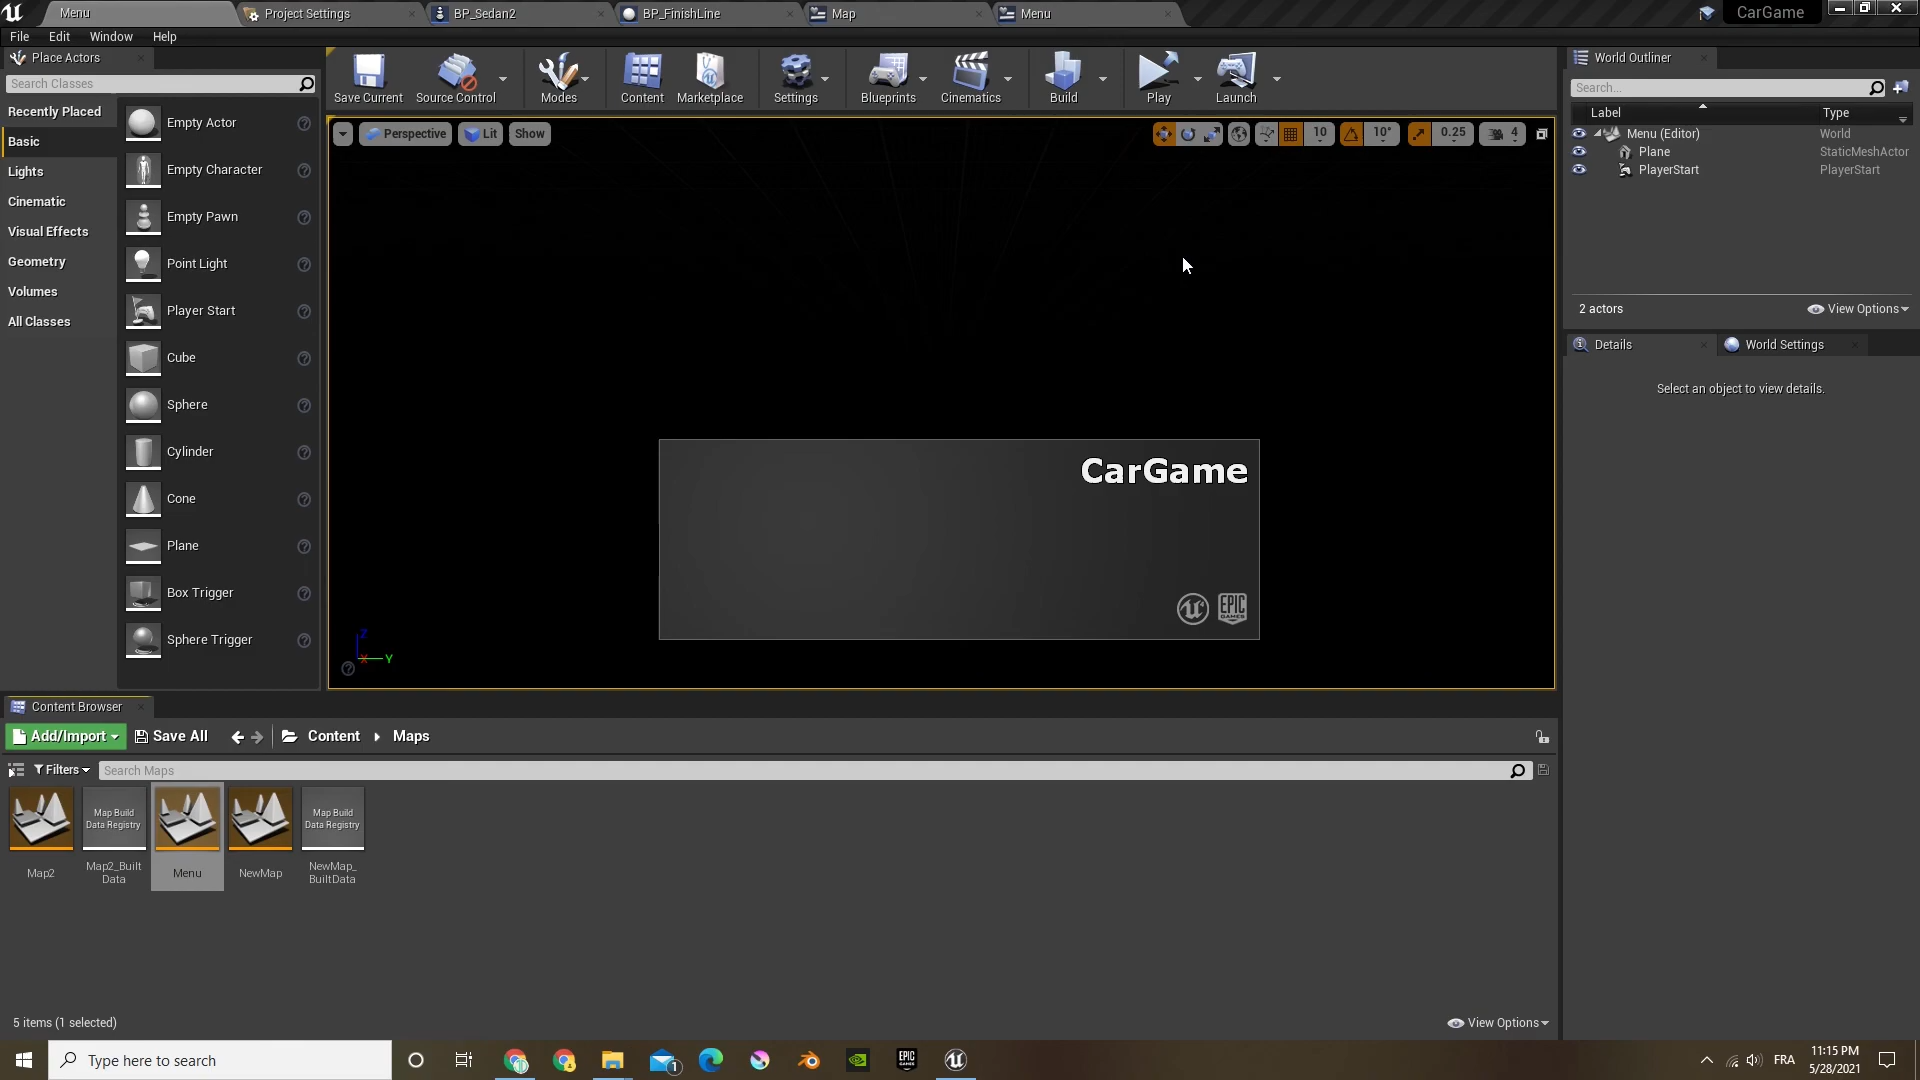 Menu
Project Settings
BP_Sedan2
BP_FinishLine
Map
Menu
CarGame
File
Edit
Window
Help
Place Actors
Search Classes
Recently Placed
Basic
Lights
Cinematic
Visual Effects
Geometry
Volumes
All Classes
Empty Actor
Empty Character
Empty Pawn
Point Light
Player Start
Cube
Sphere
Cylinder
Cone
Plane
Box Trigger
Sphere Trigger
Save Current
Source Control
Modes
Content
Marketplace
Settings
Blueprints
Cinematics
Build
Play
Launch
Perspective
Lit
Show
10
10°
0.25
4
CarGame
EPIC
GAMES
Z
X
Y
World Outliner
Search...
Label
Type
Menu (Editor)
World
Plane
StaticMeshActor
PlayerStart
PlayerStart
2 actors
View Options
Details
World Settings
Select an object to view details.
Content Browser
Add/Import
Save All
Content
Maps
Filters
Search Maps
Map2
Map Build
Data Registry
Map2_Built
Data
Menu
NewMap
Map Build
Data Registry
NewMap_
BuiltData
5 items (1 selected)
View Options
Type here to search
1
EPIC
GAMES
FRA
11:15 PM
5/28/2021